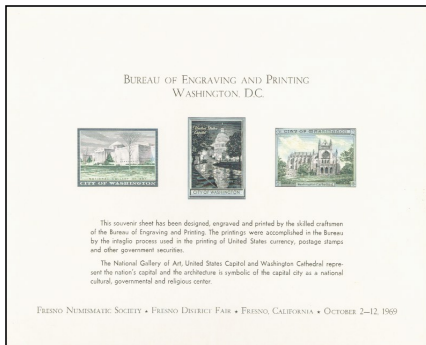 BUREAU OF ENGRAVING AND PRINTING
WASHINGTON, D.C.
CITY OF WASHINGTON
United States
Capitol
CITY OF WASHINGTON
CITY OF WASHINGTON
This souvenir sheet has been designed, engraved and printed by the skilled craftsmen
of the Bureau of Engraving and Printing. The printings were accomplished in the Bureau
by the intaglio process used in the printing of United States currency, postage stamps
and other government securities.
The National Gallery of Art, United States Capitol and Washington Cathedral repre-
sent the nation's capital and the architecture is symbolic of the capital city as a national
cultural, governmental and religious center.
FRESNO NUMISMATIC SOCIETY ★ FRESNO DISTRICT FAIR ★ FRESNO, CALIFORNIA ★ OCTOBER 2–12, 1969